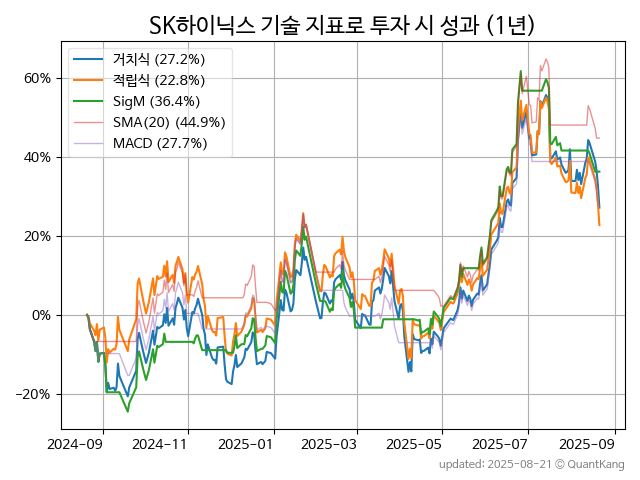 SK하이닉스 기술 지표로 투자 시 성과 (1년)
거치식 (27.2%)
적립식 (22.8%)
SigM (36.4%)
SMA(20) (44.9%)
MACD (27.7%)
60%
40%
20%
0%
−20%
2024-09 2024-11 2025-01 2025-03 2025-05 2025-07 2025-09
updated: 2025-08-21 © QuantKang